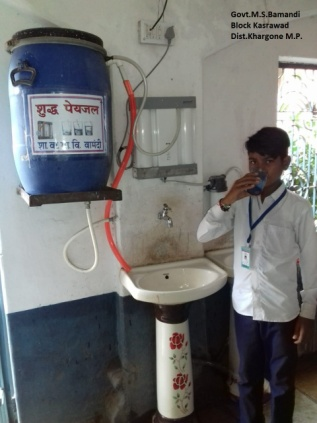 Govt.M.S.Bamandi
Block Kasrawad
Dist.Khargone M.P.
शुद्ध पेयजल
शा. वि. बामंदी